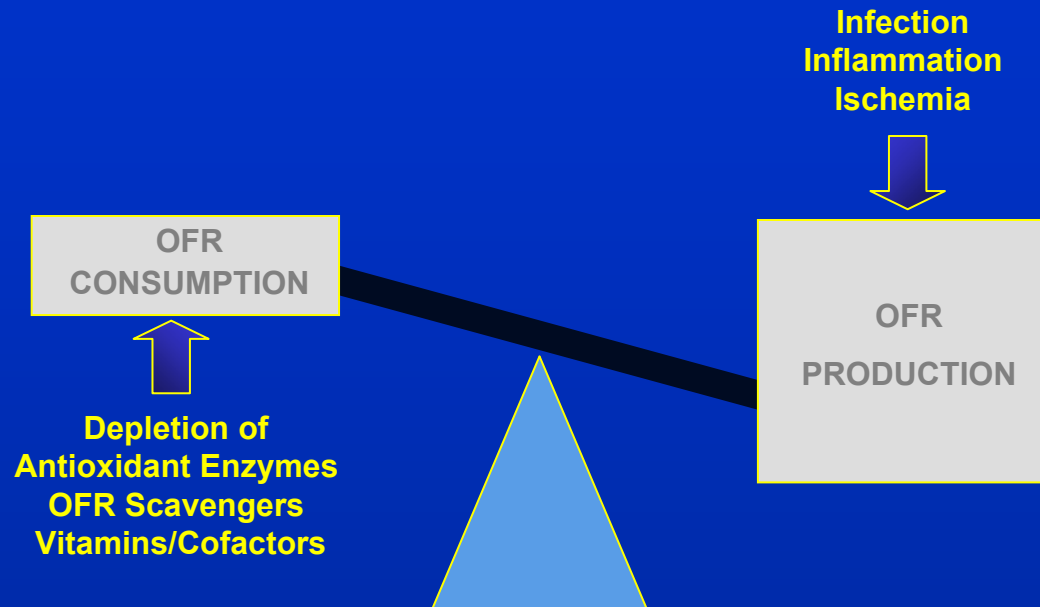 Infection
Inflammation
Ischemia
OFR
CONSUMPTION
OFR
PRODUCTION
Depletion of
Antioxidant Enzymes
OFR Scavengers
Vitamins/Cofactors